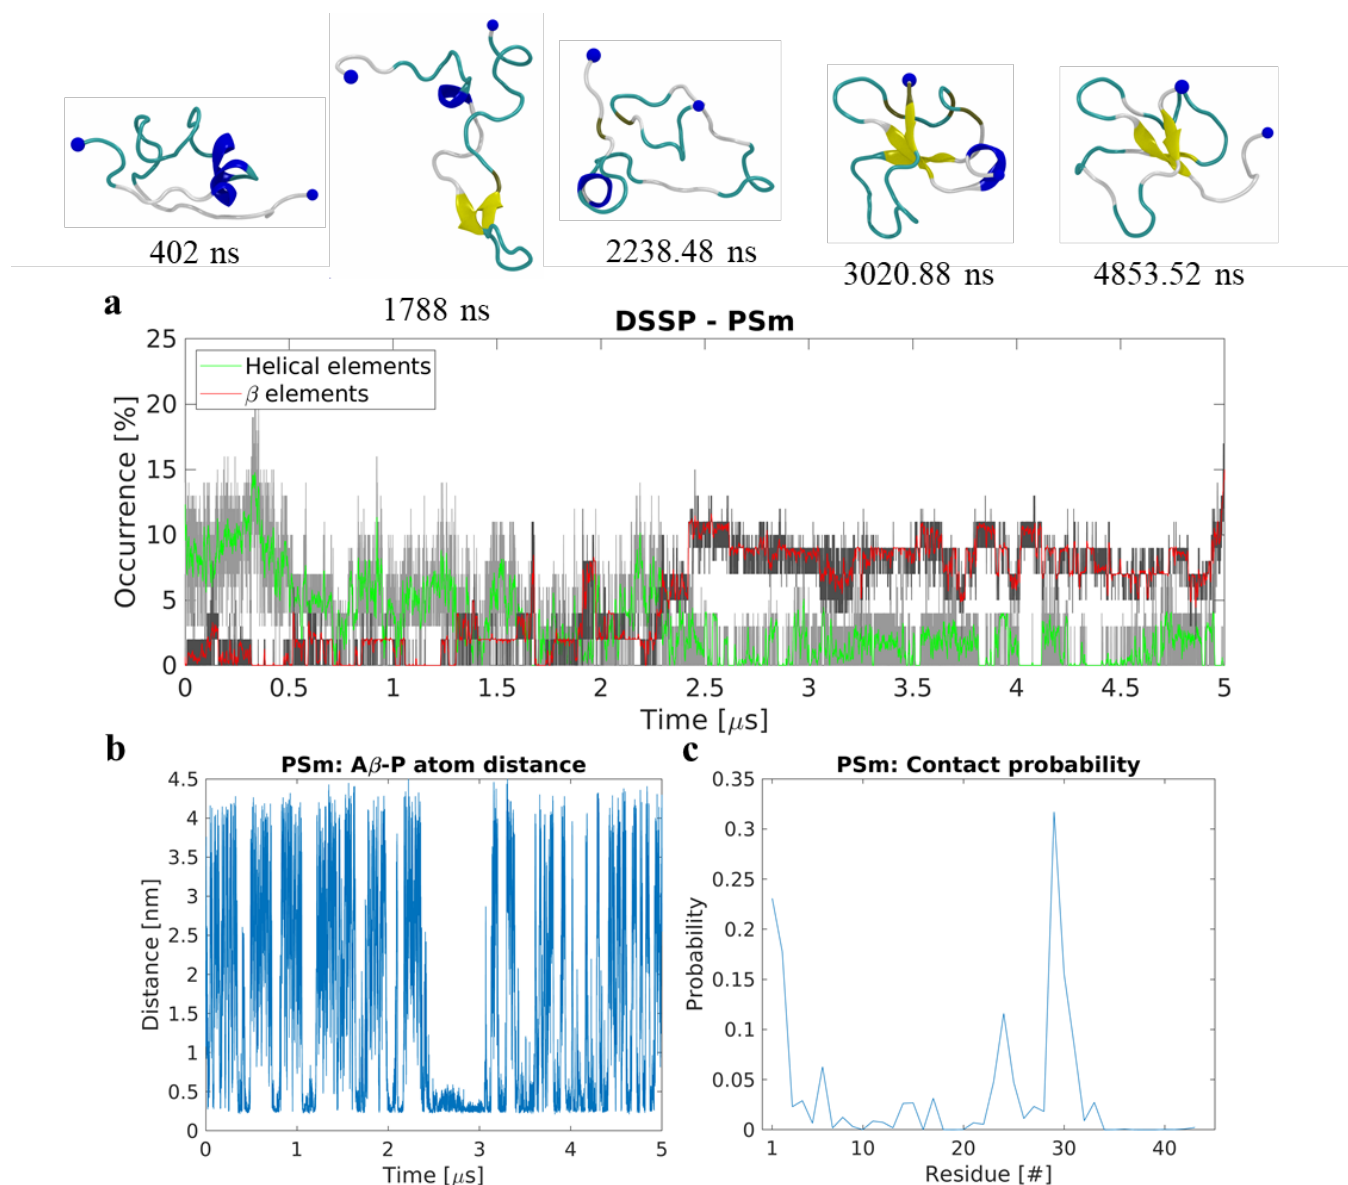 402 ns
1788 ns
2238.48 ns
3020.88 ns
4853.52 ns
a
DSSP - PSm
Helical elements
β elements
Occurrence [%]
25
20
15
10
5
0
0 0.5 1 1.5 2 2.5 3 3.5 4 4.5 5
Time [μs]
b
PSm: Aβ-P atom distance
Distance [nm]
4.5
4
3.5
3
2.5
2
1.5
1
0.5
0
0 1 2 3 4 5
Time [μs]
c
PSm: Contact probability
Probability
0.35
0.3
0.25
0.2
0.15
0.1
0.05
0
1 10 20 30 40
Residue [#]